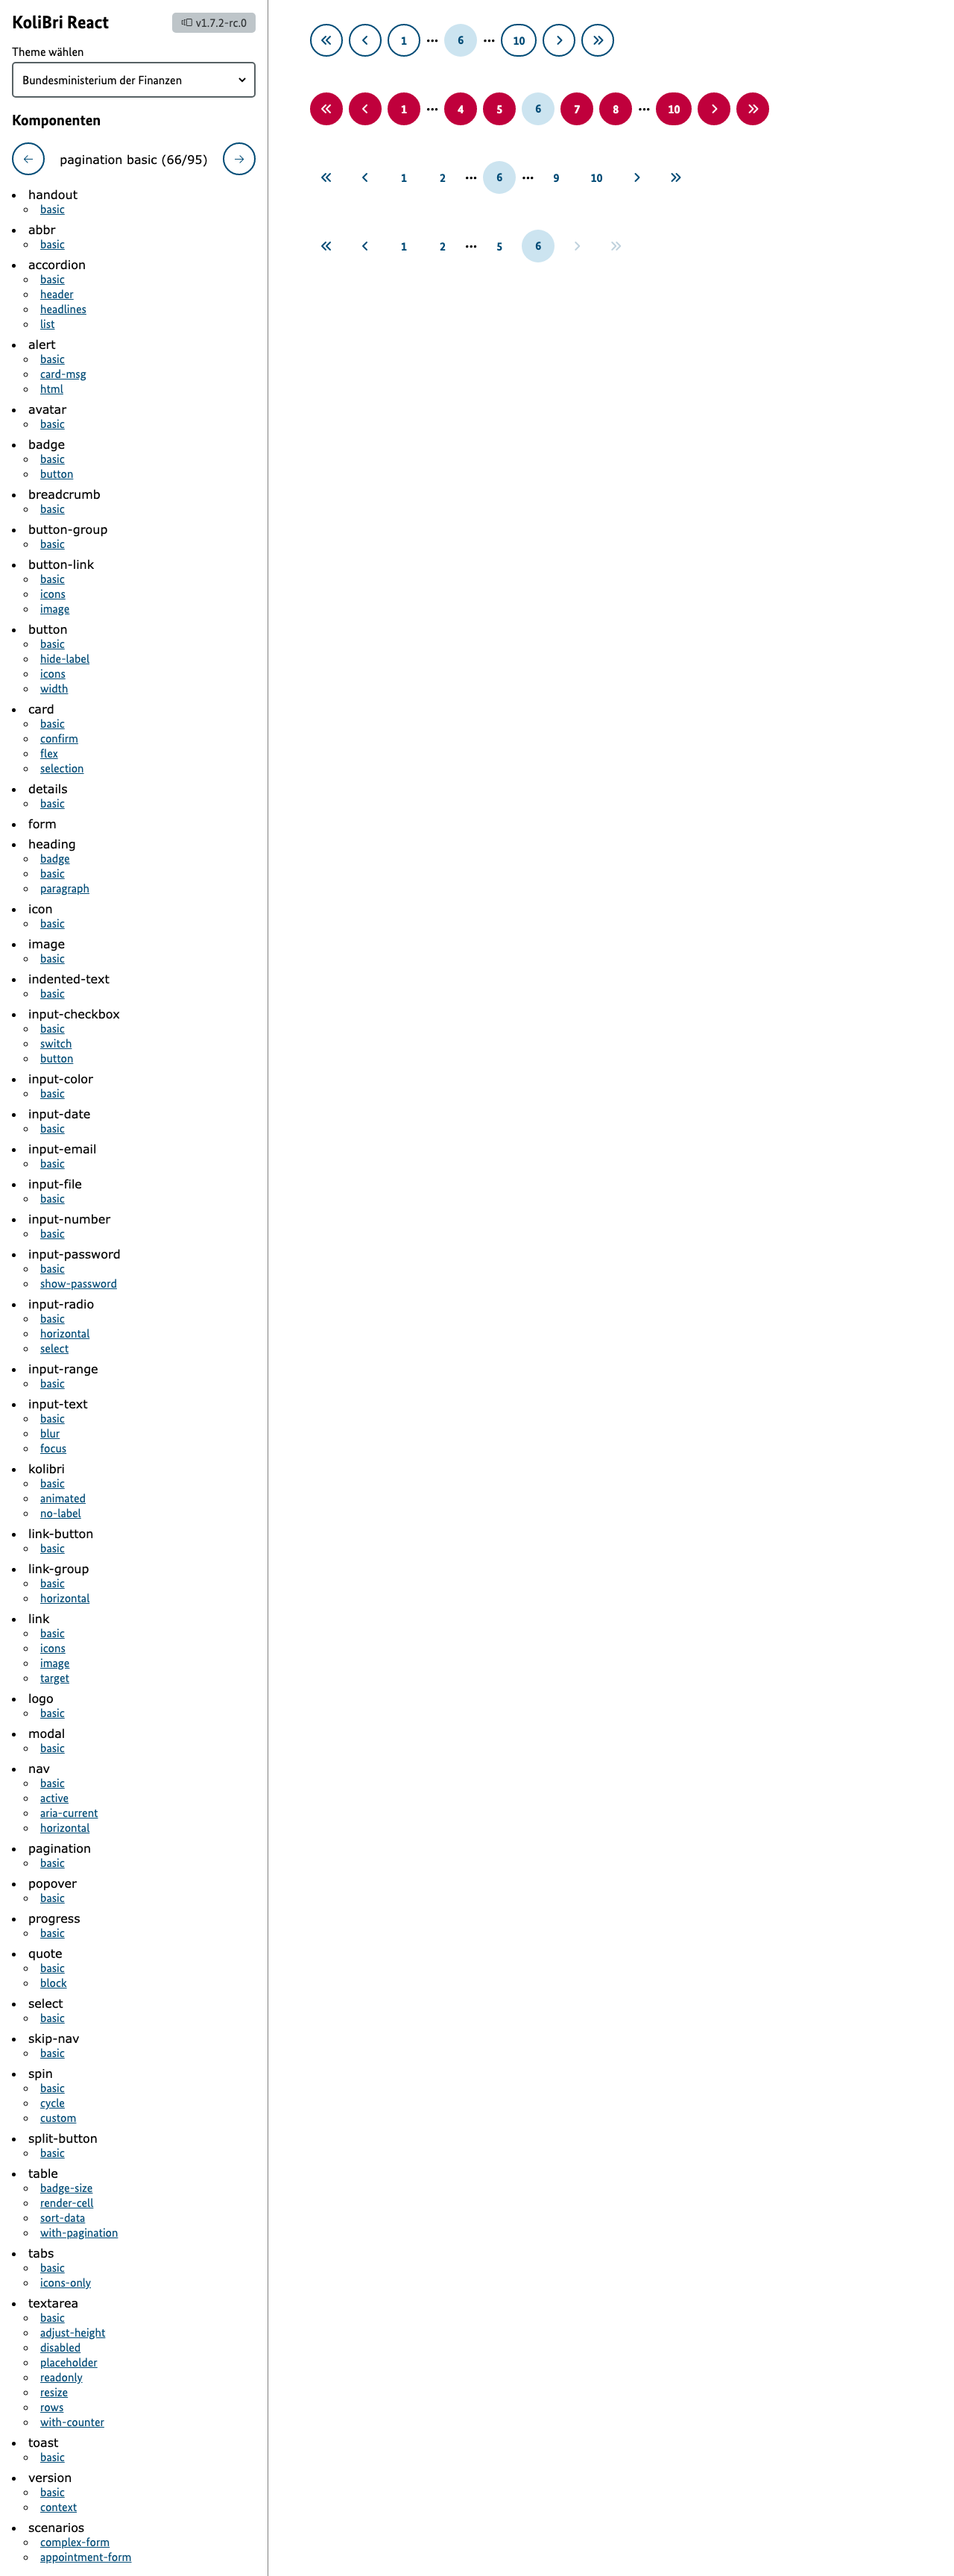 KoliBri React
v1.7.2-rc.0
Theme wählen
Bundesministerium der Finanzen
Komponenten
pagination basic (66/95)
handout
basic
abbr
basic
accordion
basic
header
headlines
list
alert
basic
card-msg
html
avatar
basic
badge
basic
button
breadcrumb
basic
button-group
basic
button-link
basic
icons
image
button
basic
hide-label
icons
width
card
basic
confirm
flex
selection
details
basic
form
heading
badge
basic
paragraph
icon
basic
image
basic
indented-text
basic
input-checkbox
basic
switch
button
input-color
basic
input-date
basic
input-email
basic
input-file
basic
input-number
basic
input-password
basic
show-password
input-radio
basic
horizontal
select
input-range
basic
input-text
basic
blur
focus
kolibri
basic
animated
no-label
link-button
basic
link-group
basic
horizontal
link
basic
icons
image
target
logo
basic
modal
basic
nav
basic
active
aria-current
horizontal
pagination
basic
popover
basic
progress
basic
quote
basic
block
select
basic
skip-nav
basic
spin
basic
cycle
custom
split-button
basic
table
badge-size
render-cell
sort-data
with-pagination
tabs
basic
icons-only
textarea
basic
adjust-height
disabled
placeholder
readonly
resize
rows
with-counter
toast
basic
version
basic
context
scenarios
complex-form
appointment-form
1 ••• 6 ••• 10
1 ••• 4 5 6 7 8 ••• 10
1 2 ••• 6 ••• 9 10
1 2 ••• 5 6